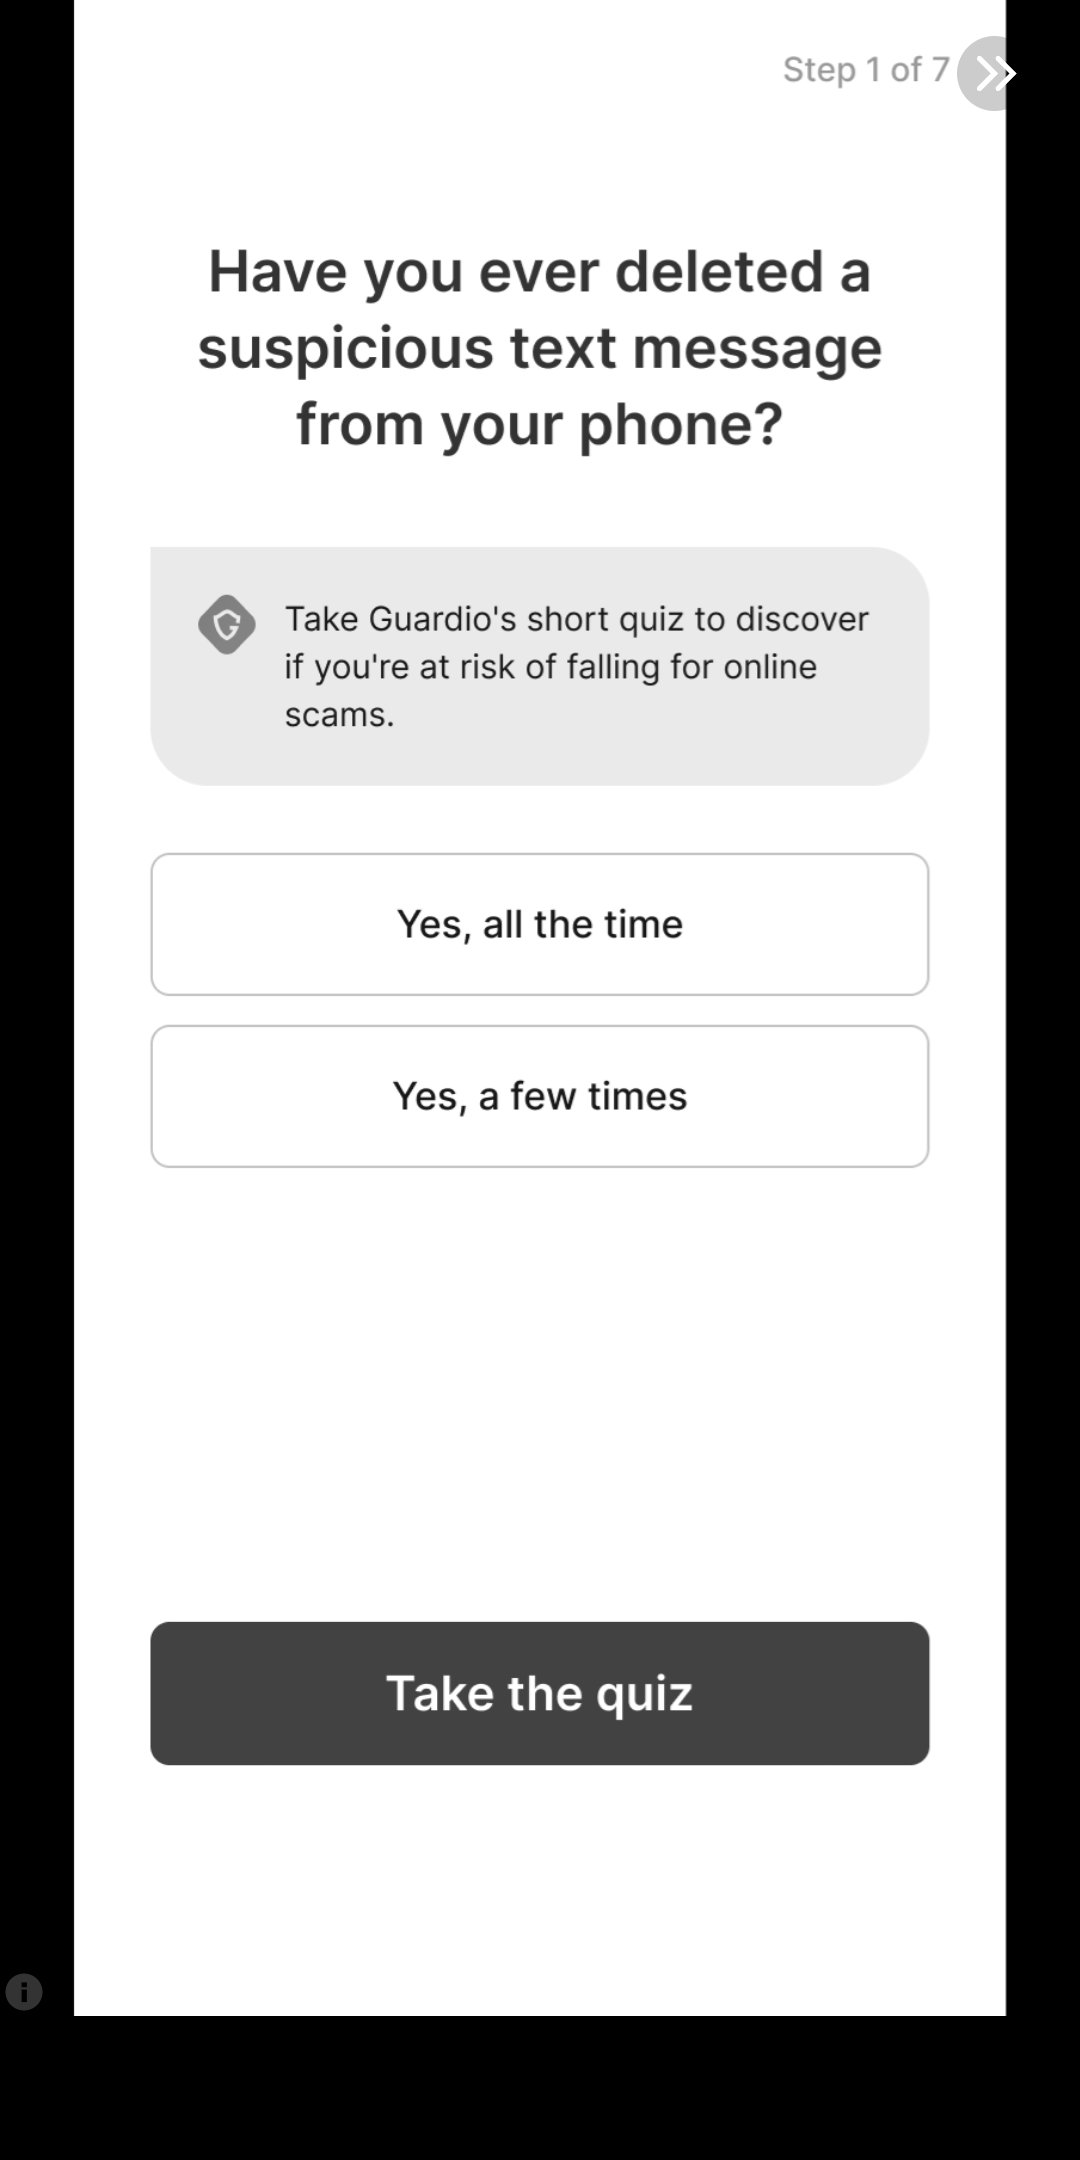 Step 1 of 7
Have you ever deleted a
suspicious text message
from your phone?
Take Guardio's short quiz to discover
if you're at risk of falling for online
scams.
Yes, all the time
Yes, a few times
Take the quiz